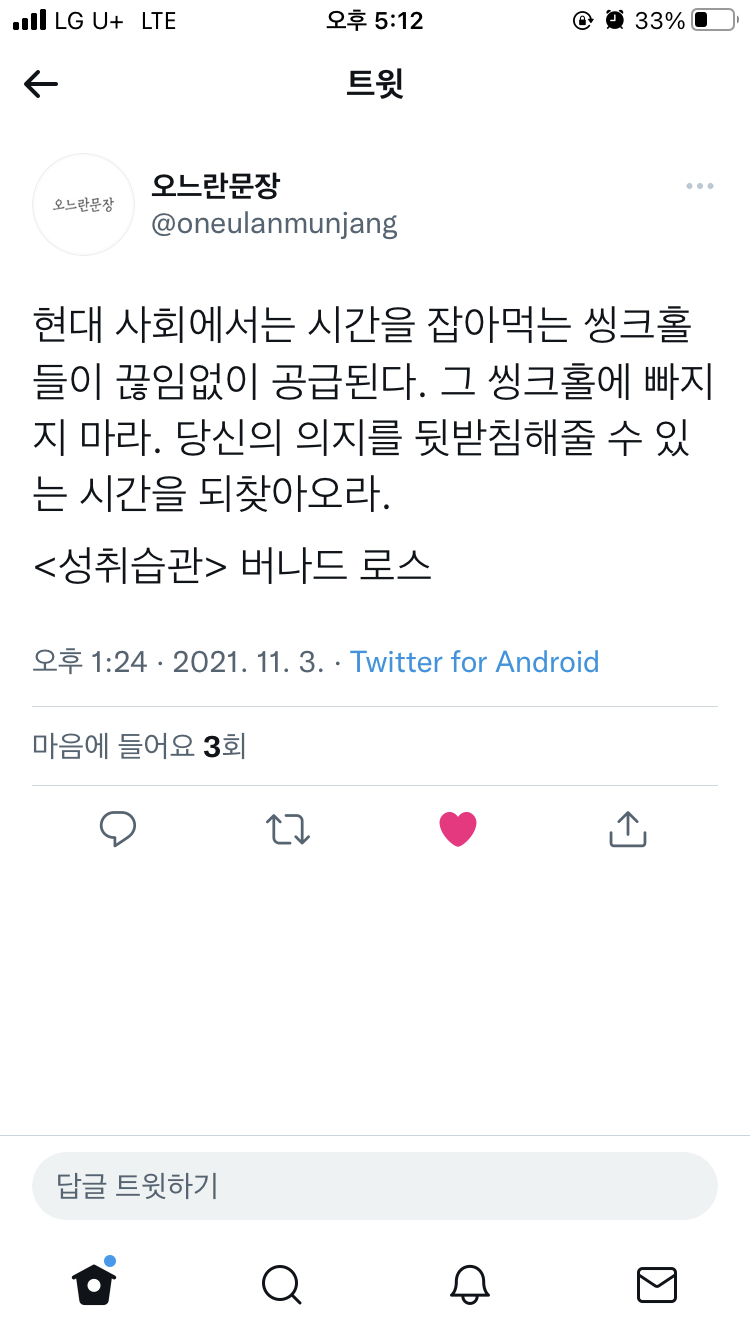 LG U+ LTE 오후 5:12 33%
트윗
오느란문장
오느란문장
@oneulanmunjang
현대 사회에서는 시간을 잡아먹는 씽크홀
들이 끊임없이 공급된다. 그 씽크홀에 빠지
지 마라. 당신의 의지를 뒷받침해줄 수 있
는 시간을 되찾아오라.
<성취습관> 버나드 로스
오후 1:24 · 2021. 11. 3. · Twitter for Android
마음에 들어요 3회
답글 트윗하기